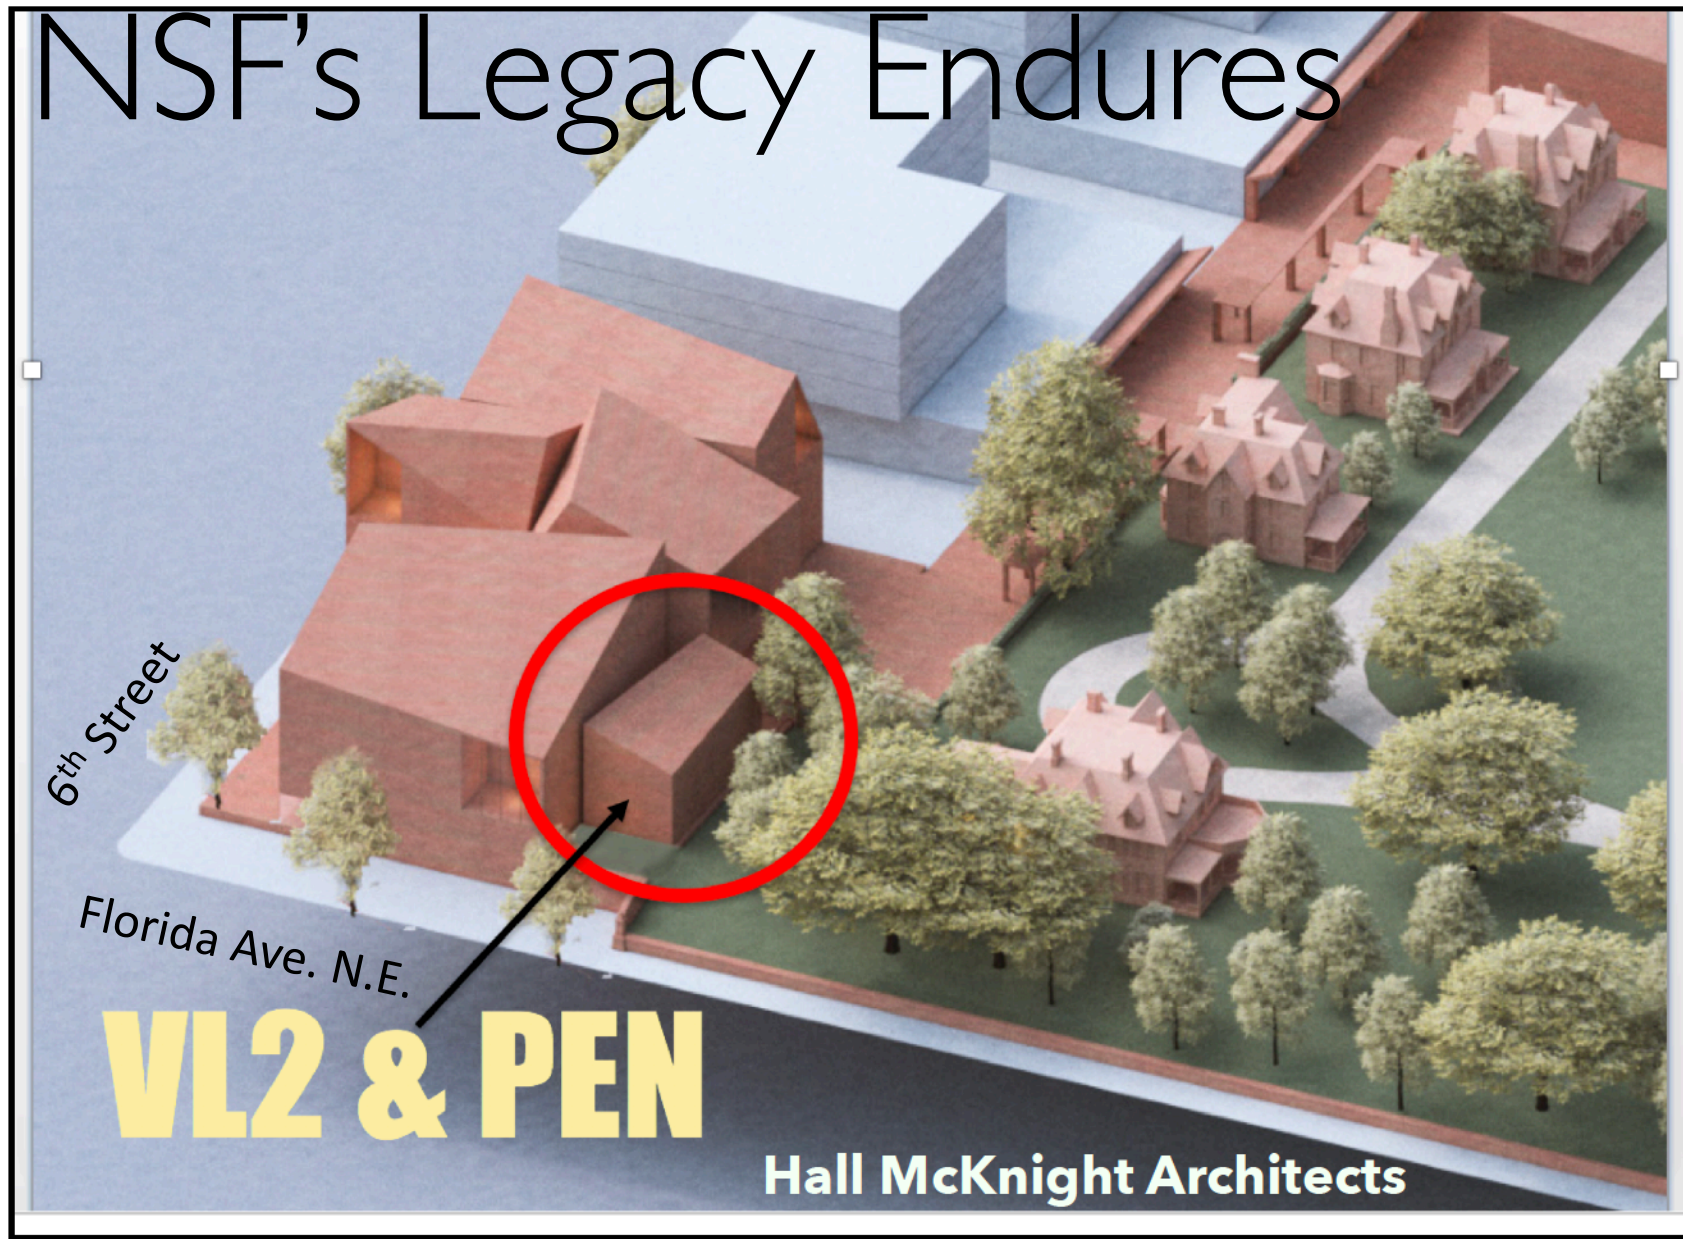 NSF’s Legacy Endures
6th Street
Florida Ave. N.E.
VL2 & PEN
Hall McKnight Architects